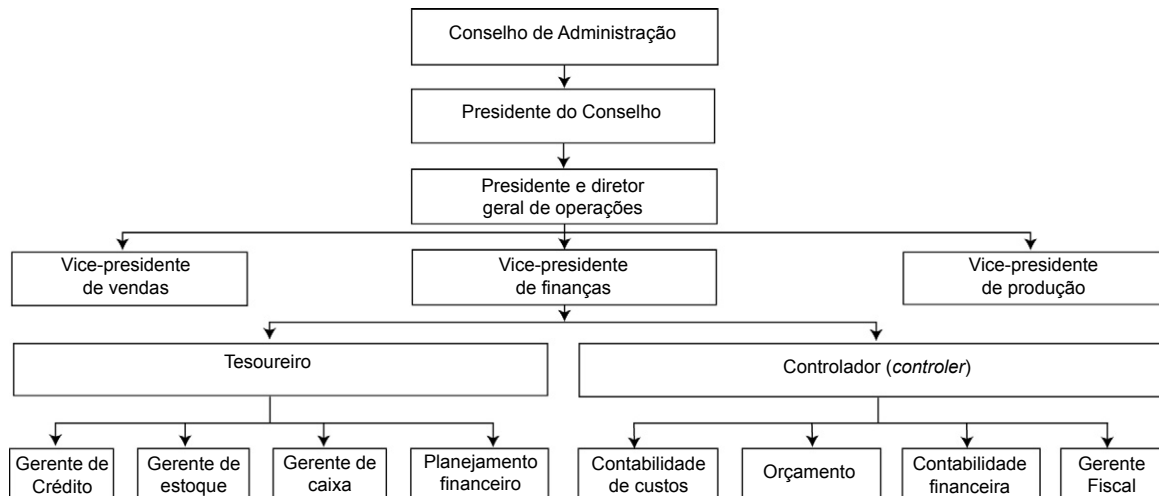 Conselho de Administração
Presidente do Conselho
Presidente e diretor
geral de operações
Vice-presidente
de vendas
Vice-presidente
de finanças
Vice-presidente
de produção
Tesoureiro
Controlador (controler)
Gerente de
Crédito
Gerente de
estoque
Gerente de
caixa
Planejamento
financeiro
Contabilidade
de custos
Orçamento
Contabilidade
financeira
Gerente
Fiscal